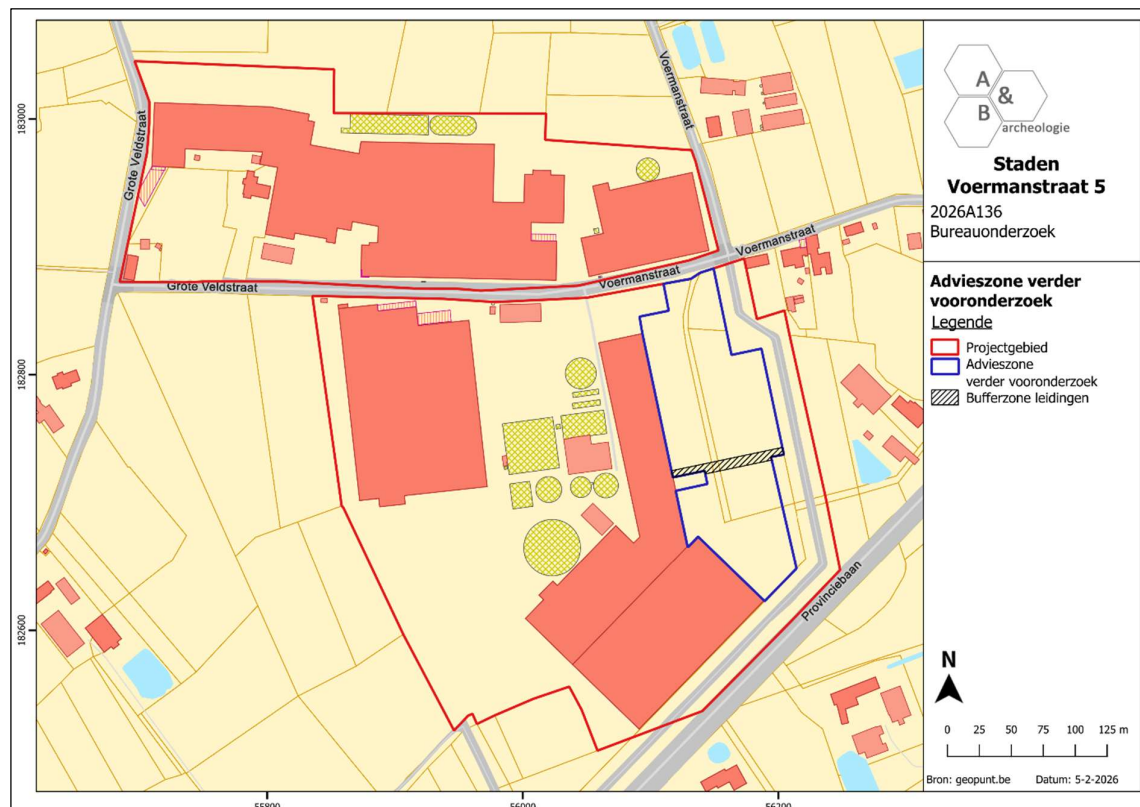 A
&
B
archeologie
Staden
Voermanstraat 5
2026A136
Bureauonderzoek
Advieszone verder
vooronderzoek
Legende
Projectgebied
Advieszone
verder vooronderzoek
Bufferzone leidingen
N
0 25 50 75 100 125 m
Bron: geopunt.be Datum: 5-2-2026
183000
182800
182600
55800 56000 56200
Grote Veldstraat
Voermanstraat
Voermanstraat
Voermanstraat
Grote Veldstraat
Provinciebaan